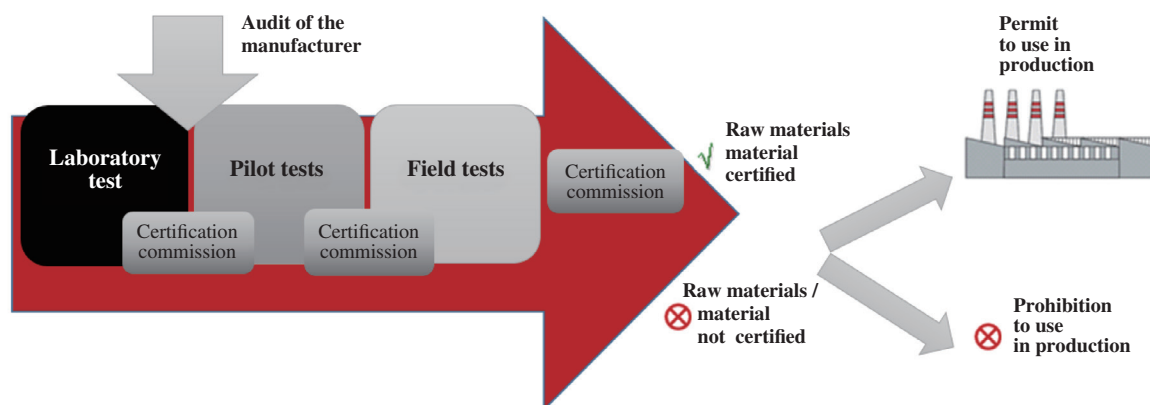 Audit of the
manufacturer
Laboratory
test
Pilot tests
Field tests
Certification
commission
Certification
commission
Certification
commission
Raw materials
material
certified
Raw materials /
material
not certified
Permit
to use in
production
Prohibition
to use
in production